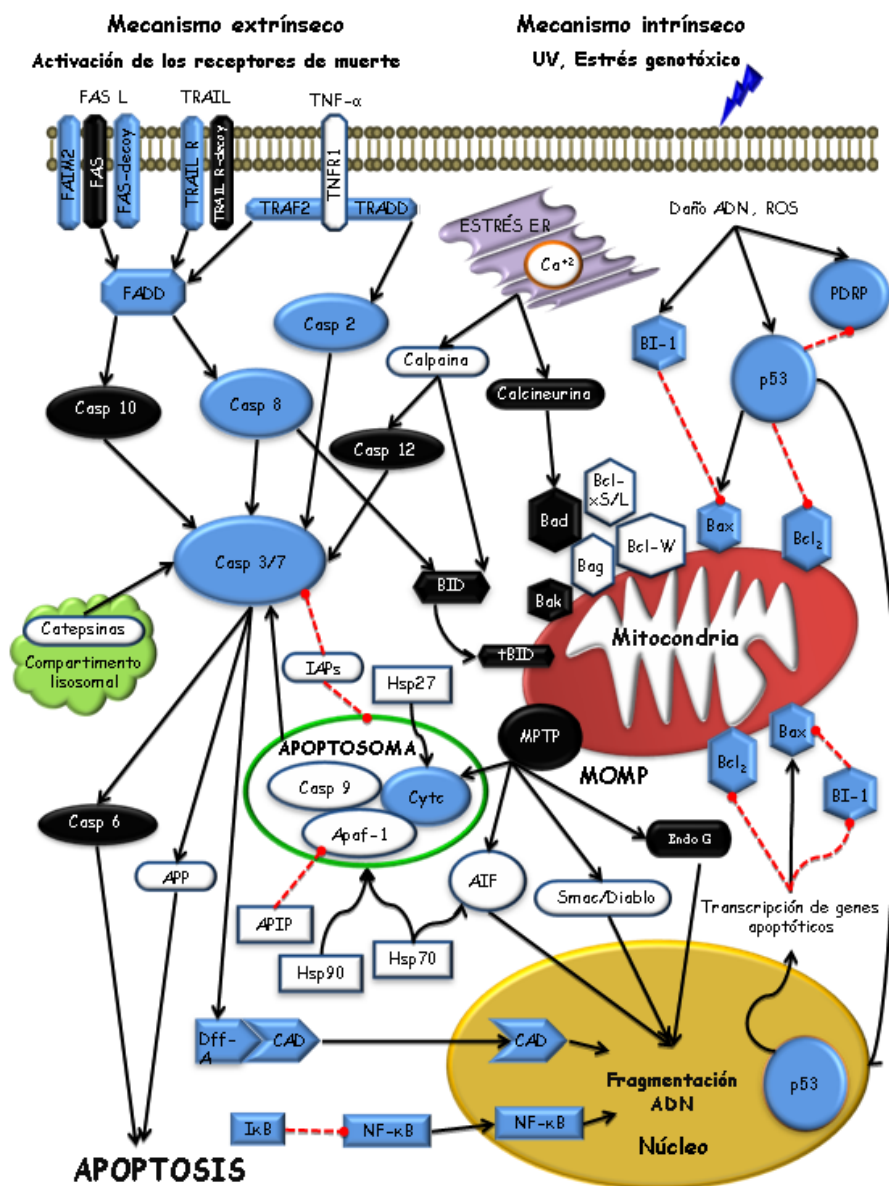 Mecanismo extrínseco
Mecanismo intrínseco
Activación de los receptores de muerte
UV, Estrés genotóxico
FAS L
TRAIL
TNF-α
FAIM2
FAS
FAS-decoy
TRAIL R
TRAIL R-decoy
TNFR1
TRAF2
TRADD
ESTRÉS ER
Ca+2
Daño ADN, ROS
FADD
Casp 2
PDRP
BI-1
Calpaina
p53
Casp 10
Casp 8
Calcineurina
Casp 12
Bcl-
xS/L
Bad
Bcl-W
Bax
Bcl2
Casp 3/7
Bag
BID
Bak
Catepsinas
Mitocondria
Compartimento
lisosomal
IAPs
+BID
Hsp27
APOPTOSOMA
MPTP
Bax
MOMP
Bcl2
Casp 9
Cytc
BI-1
Casp 6
Apaf-1
Endo G
APP
AIF
Smac/Diablo
Transcripción de genes
apoptóticos
APIP
Hsp90
Hsp70
Dff-
A
CAD
CAD
Fragmentación
ADN
p53
IκB
NF-κB
NF-κB
Núcleo
APOPTOSIS